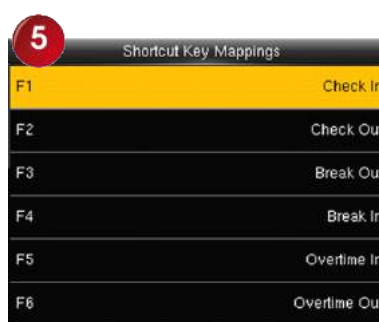 5
Shortcut Key Mappings
F1 Check In
F2 Check Ou
F3 Break Ou
F4 Break In
F5 Overtime In
F6 Overtime Ou